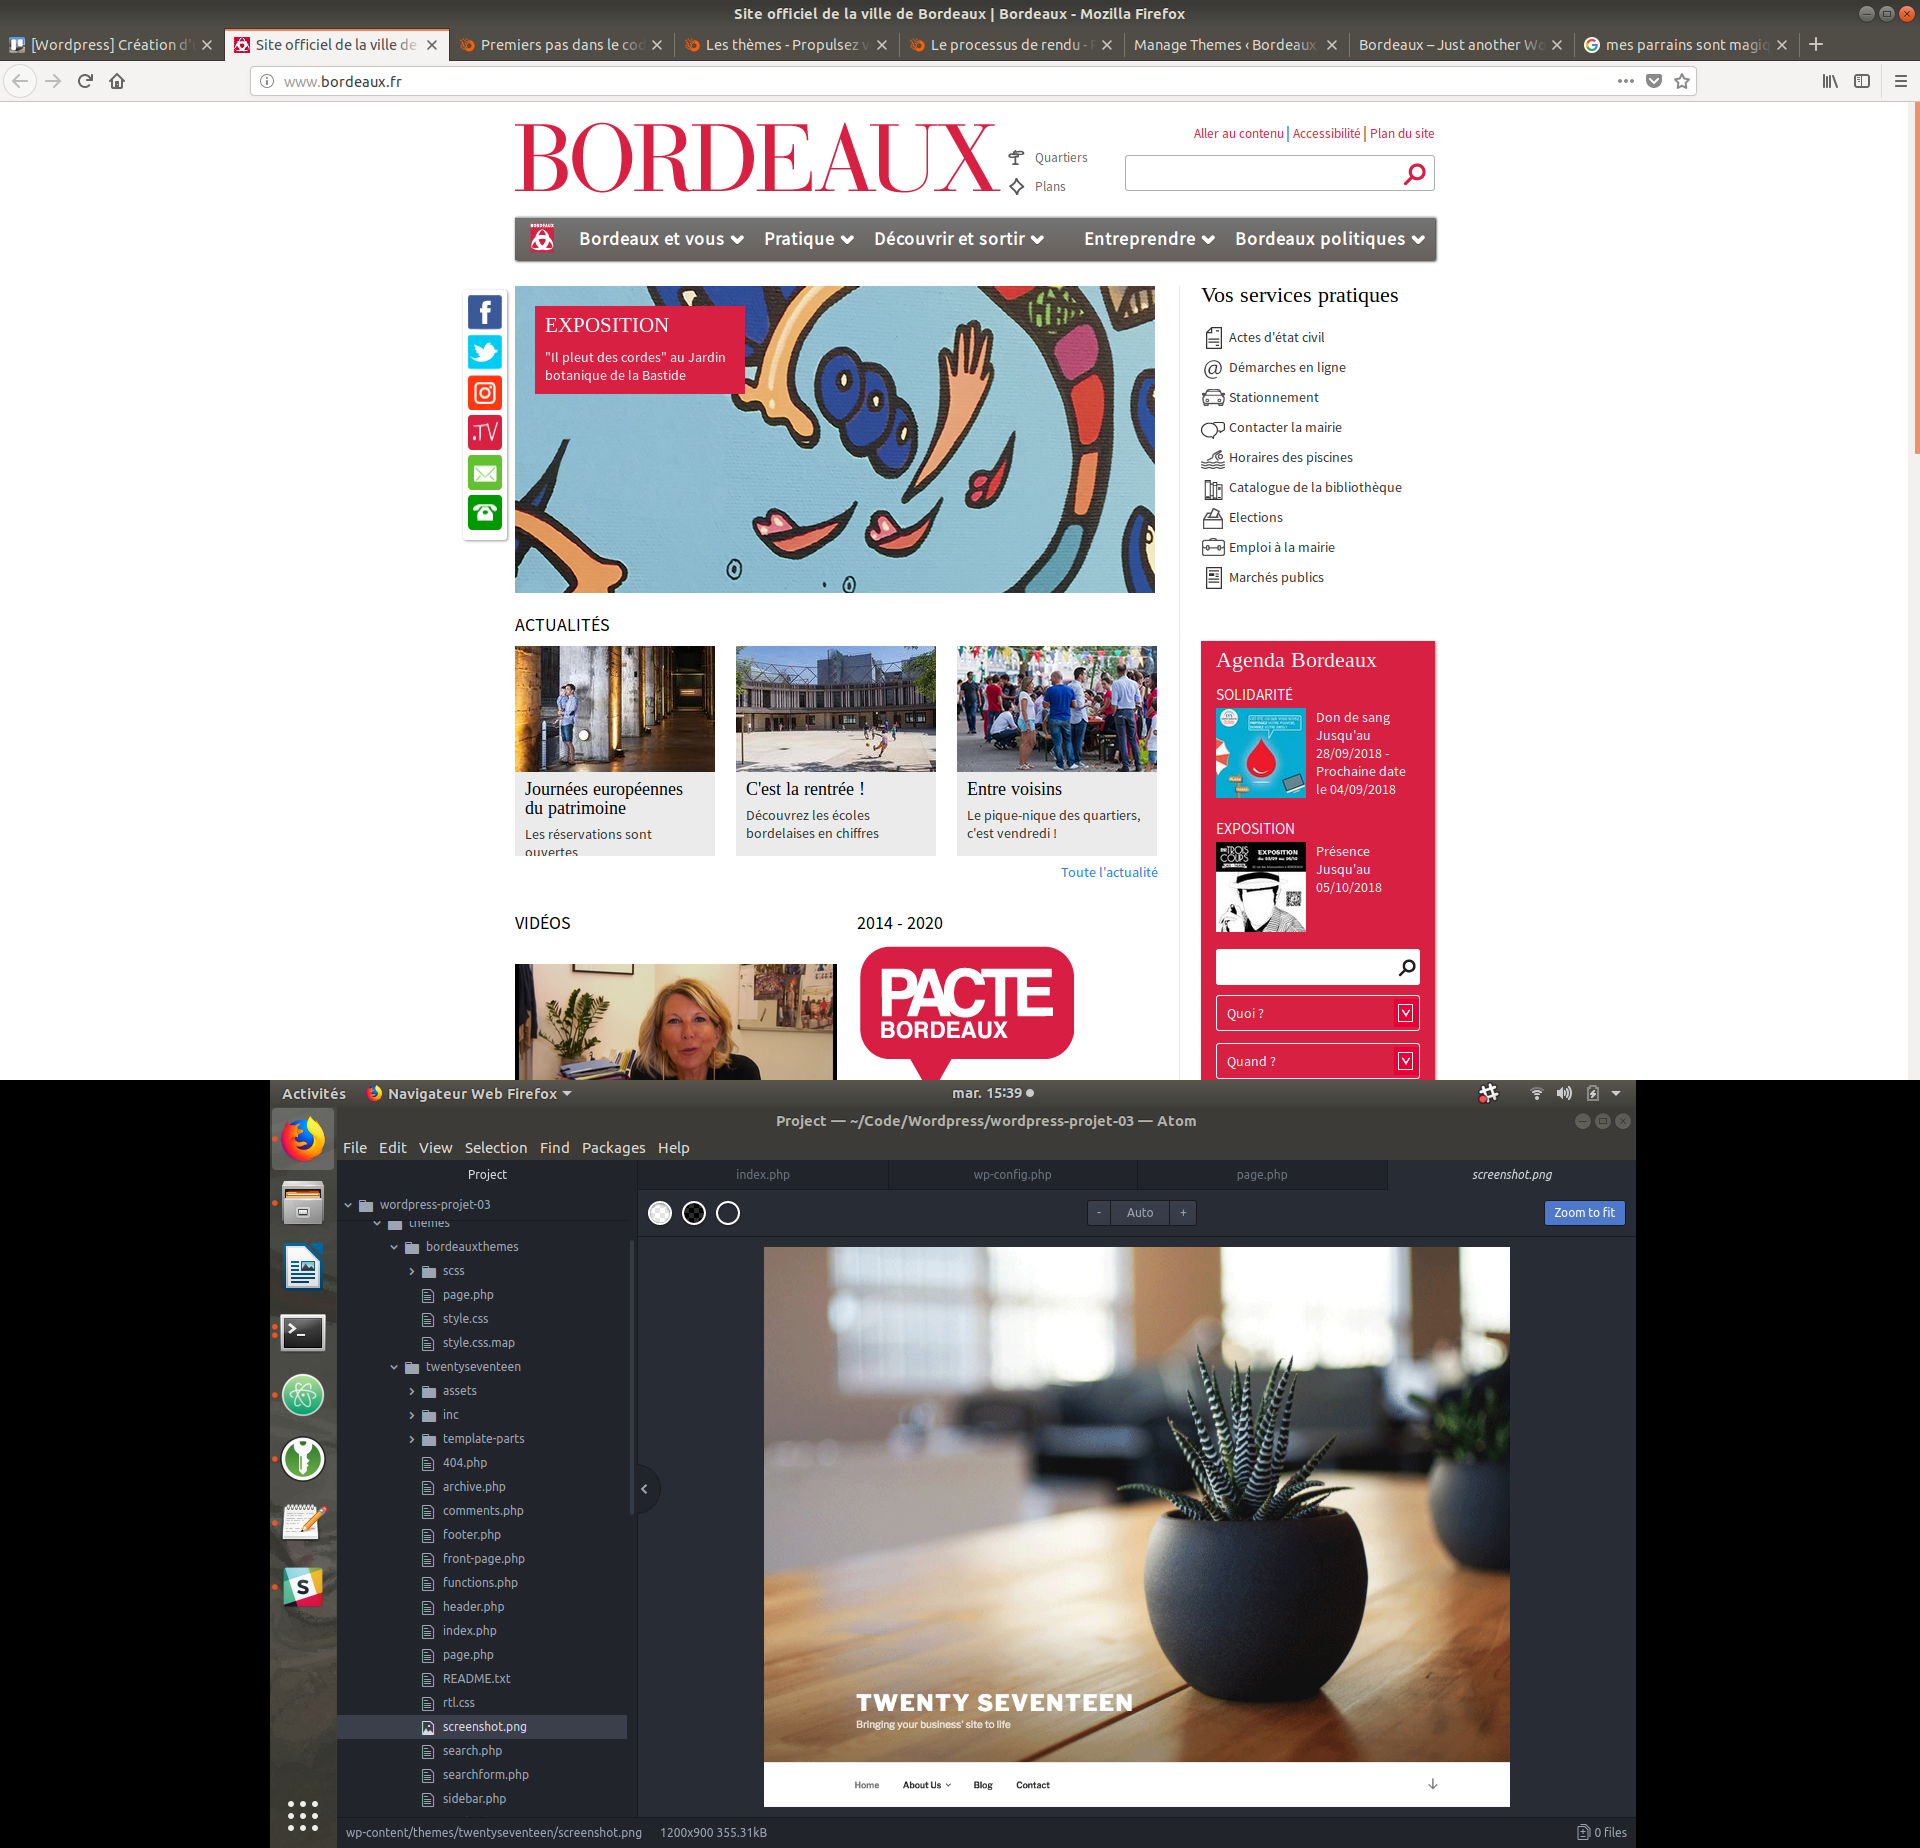 Site officiel de la ville de Bordeaux | Bordeaux - Mozilla Firefox
[Wordpress] Création d'u
Site officiel de la ville de
Premiers pas dans le cod
Les thèmes - Propulsez v
Le processus de rendu - P
Manage Themes ‹ Bordeaux
Bordeaux – Just another Wo
mes parrains sont magiq
www.bordeaux.fr
BORDEAUX
Quartiers
Plans
Aller au contenu | Accessibilité | Plan du site
BORDEAUX
Bordeaux et vous
Pratique
Découvrir et sortir
Entreprendre
Bordeaux politiques
.TV
EXPOSITION
"Il pleut des cordes" au Jardin
botanique de la Bastide
Vos services pratiques
Actes d'état civil
Démarches en ligne
Stationnement
Contacter la mairie
Horaires des piscines
Catalogue de la bibliothèque
Elections
Emploi à la mairie
Marchés publics
ACTUALITÉS
Journées européennes
du patrimoine
Les réservations sont
ouvertes
C'est la rentrée !
Découvrez les écoles
bordelaises en chiffres
Entre voisins
Le pique-nique des quartiers,
c'est vendredi !
Toute l'actualité
VIDÉOS
2014 - 2020
PACTE
BORDEAUX
Agenda Bordeaux
SOLIDARITÉ
Don de sang
Jusqu'au
28/09/2018 -
Prochaine date
le 04/09/2018
EXPOSITION
TROIS
COUPS
EXPOSITION
Présence
Jusqu'au
05/10/2018
Quoi ?
Quand ?
Activités
Navigateur Web Firefox
mar. 15:39
Project — ~/Code/Wordpress/wordpress-projet-03 — Atom
File Edit View Selection Find Packages Help
Project
index.php
wp-config.php
page.php
screenshot.png
- Auto +
Zoom to fit
wordpress-projet-03
themes
bordeauxthemes
scss
page.php
style.css
style.css.map
twentyseventeen
assets
inc
template-parts
404.php
archive.php
comments.php
footer.php
front-page.php
functions.php
header.php
index.php
page.php
README.txt
rtl.css
screenshot.png
search.php
searchform.php
sidebar.php
TWENTY SEVENTEEN
Bringing your business' site to life
Home
About Us
Blog
Contact
wp-content/themes/twentyseventeen/screenshot.png
1200x900 355.31kB
0 files